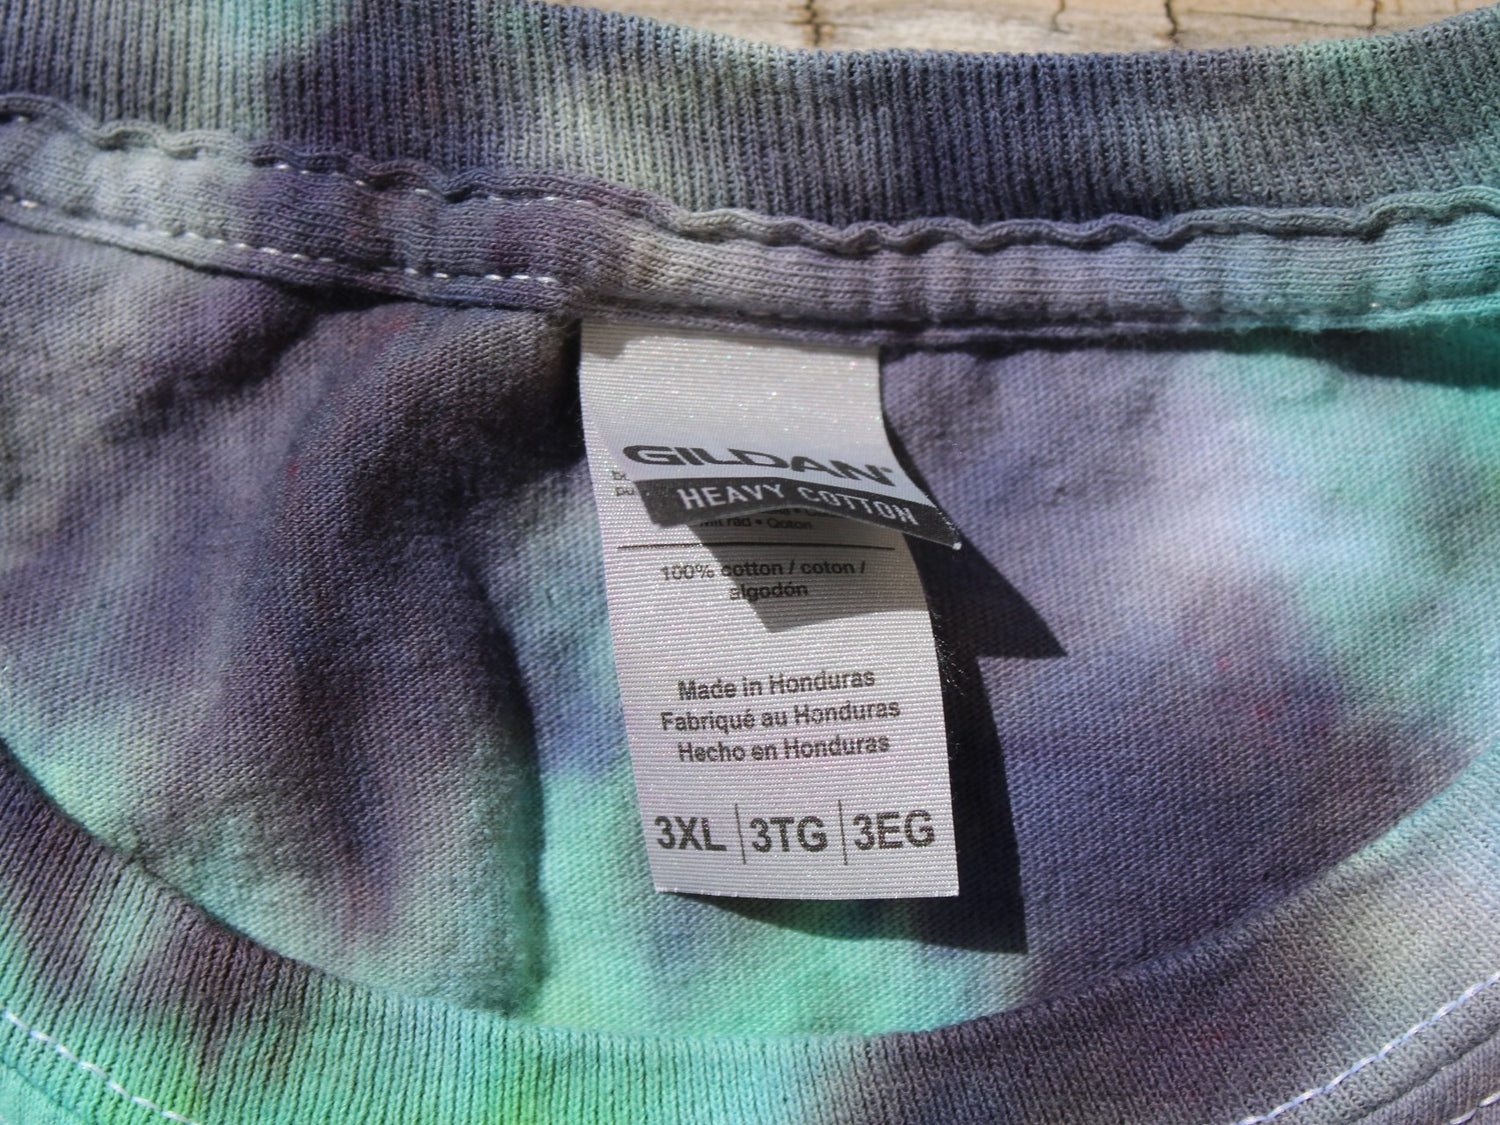 GILDAN®
HEAVY COTTON
100% cotton / coton /
algodón
Made in Honduras
Fabriqué au Honduras
Hecho en Honduras
3XL | 3TG | 3EG